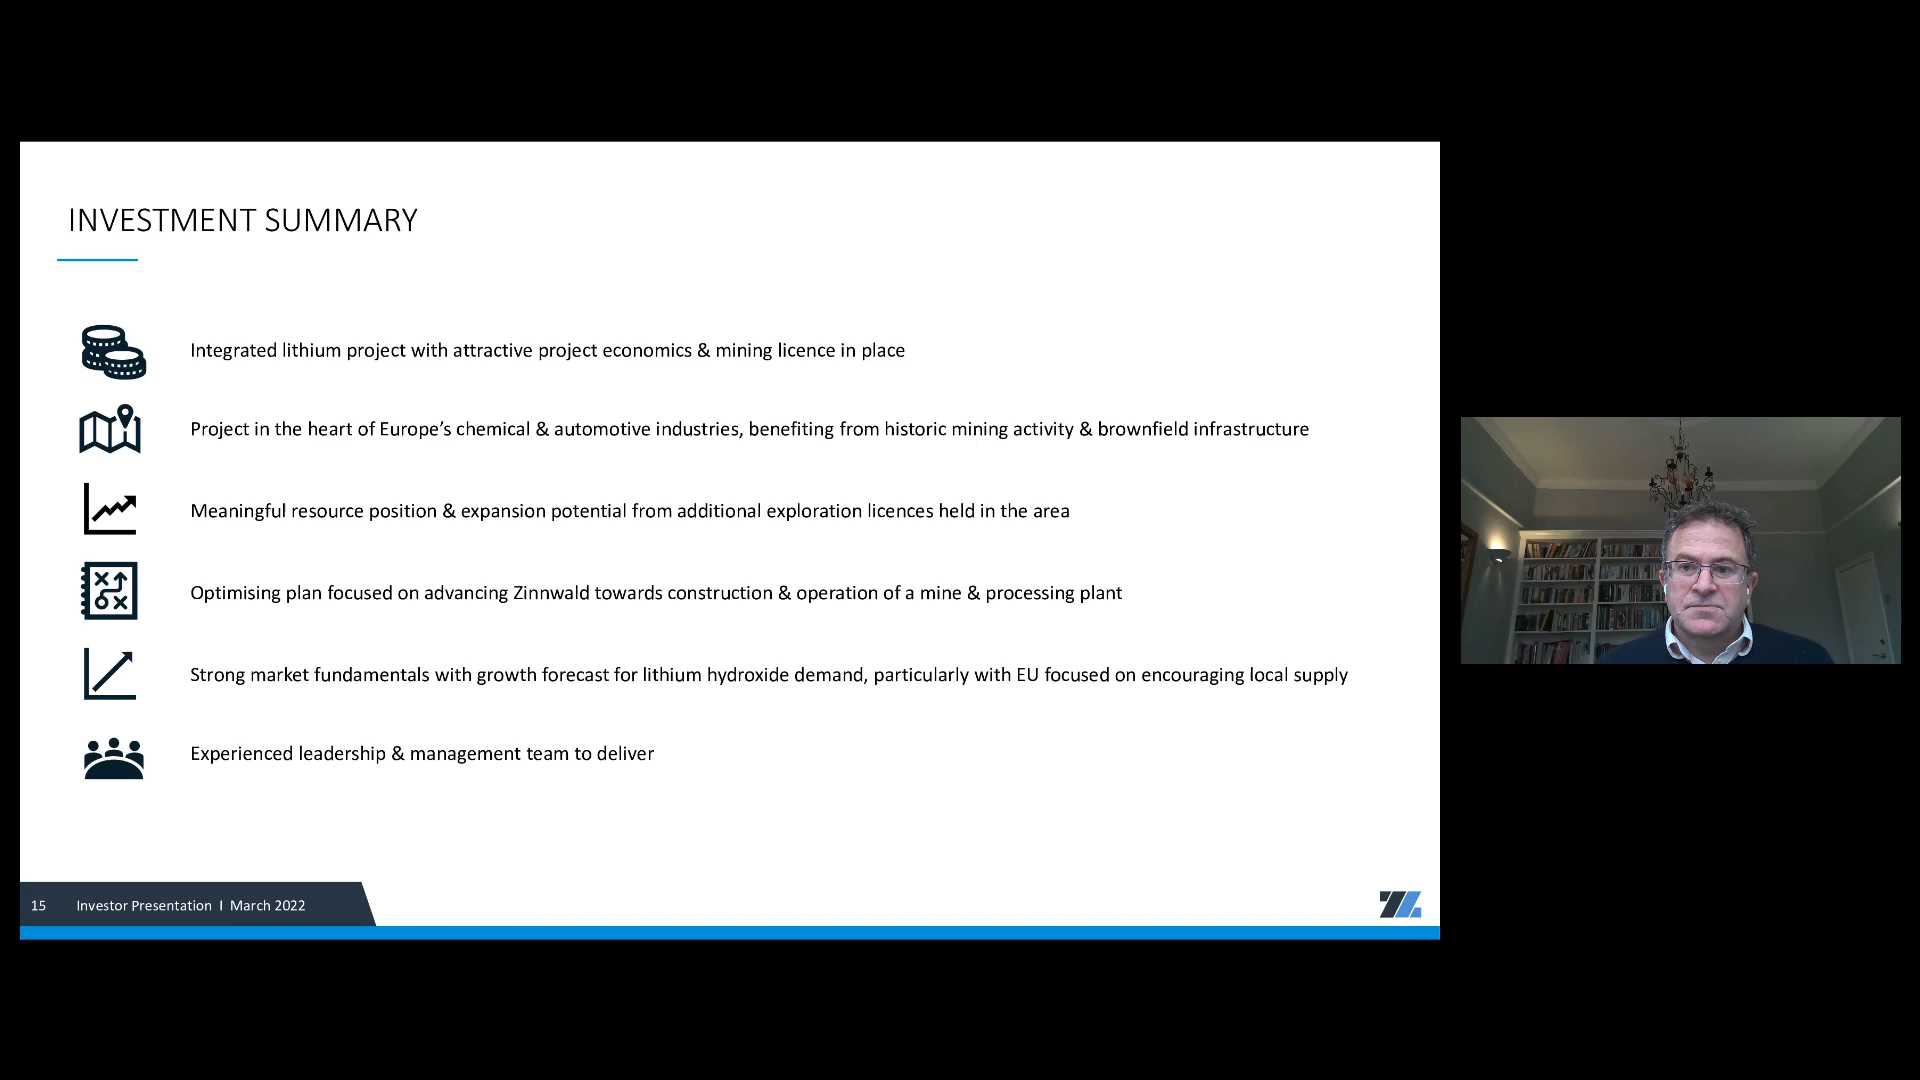 INVESTMENT SUMMARY
Integrated lithium project with attractive project economics & mining licence in place
Project in the heart of Europe’s chemical & automotive industries, benefiting from historic mining activity & brownfield infrastructure
Meaningful resource position & expansion potential from additional exploration licences held in the area
Optimising plan focused on advancing Zinnwald towards construction & operation of a mine & processing plant
Strong market fundamentals with growth forecast for lithium hydroxide demand, particularly with EU focused on encouraging local supply
Experienced leadership & management team to deliver
15 Investor Presentation I March 2022